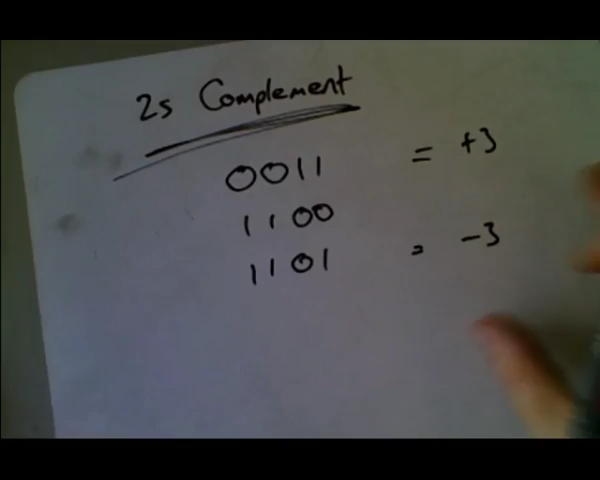 2s Complement
0011 = +3
1100
1101 = -3